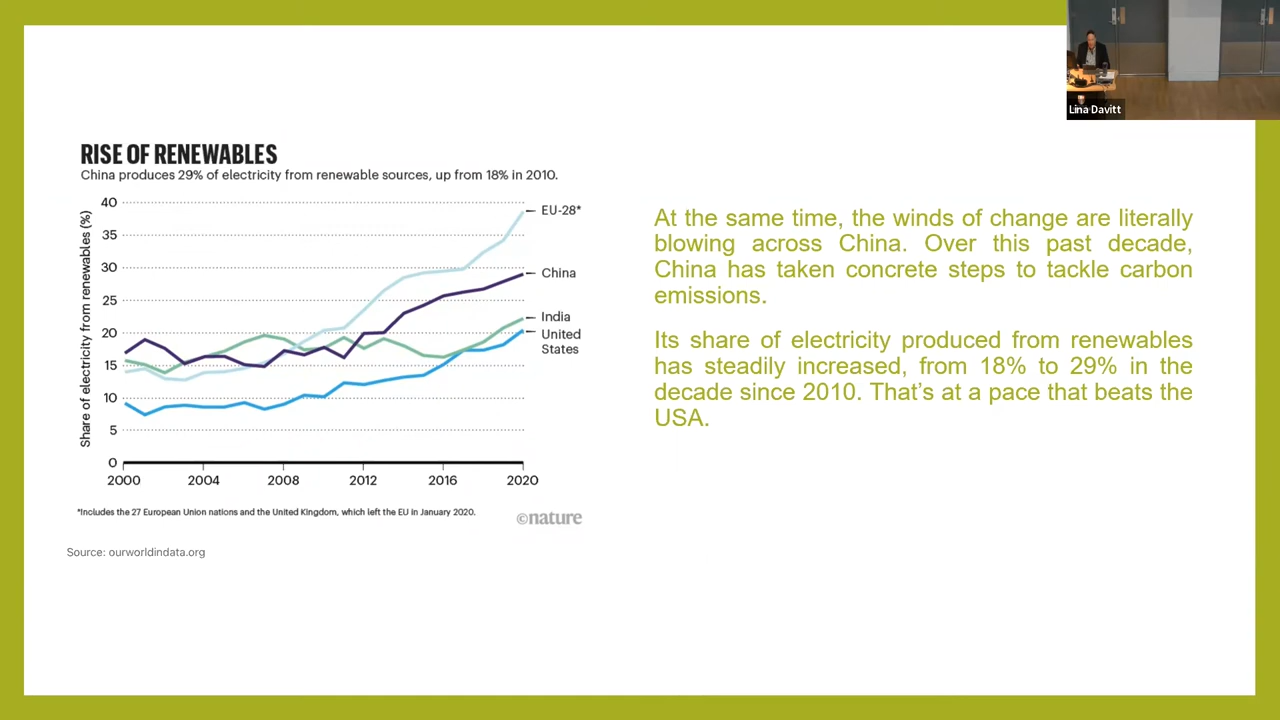 Lina Davitt
RISE OF RENEWABLES
China produces 29% of electricity from renewable sources, up from 18% in 2010.
Share of electricity from renewables (%)
40
35
30
25
20
15
10
5
0
2000
2004
2008
2012
2016
2020
EU-28*
China
India
United
States
*Includes the 27 European Union nations and the United Kingdom, which left the EU in January 2020.
©nature
Source: ourworldindata.org
At the same time, the winds of change are literally
blowing across China. Over this past decade,
China has taken concrete steps to tackle carbon
emissions.
Its share of electricity produced from renewables
has steadily increased, from 18% to 29% in the
decade since 2010. That’s at a pace that beats the
USA.